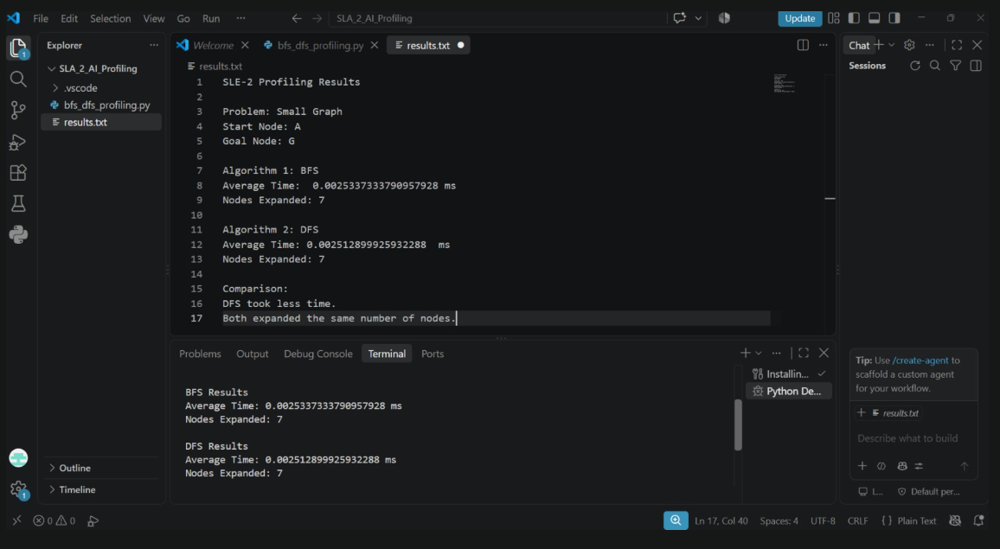 File Edit Selection View Go Run ··· SLA_2_AI_Profiling Update
Explorer ···
SLA_2_AI_Profiling
.vscode
bfs_dfs_profiling.py
results.txt
Outline
Timeline
Welcome bfs_dfs_profiling.py results.txt
results.txt
1 SLE-2 Profiling Results
2
3 Problem: Small Graph
4 Start Node: A
5 Goal Node: G
6
7 Algorithm 1: BFS
8 Average Time:  0.0025337333790957928 ms
9 Nodes Expanded: 7
10
11 Algorithm 2: DFS
12 Average Time: 0.002512899925932288  ms
13 Nodes Expanded: 7
14
15 Comparison:
16 DFS took less time.
17 Both expanded the same number of nodes.
Problems Output Debug Console Terminal Ports
BFS Results
Average Time: 0.0025337333790957928 ms
Nodes Expanded: 7
DFS Results
Average Time: 0.002512899925932288 ms
Nodes Expanded: 7
Installin...
Python De...
Chat
Sessions
Tip: Use /create-agent to
scaffold a custom agent
for your workflow.
results.txt
Describe what to build
L... Default per...
0 0 Ln 17, Col 40 Spaces: 4 UTF-8 CRLF {} Plain Text